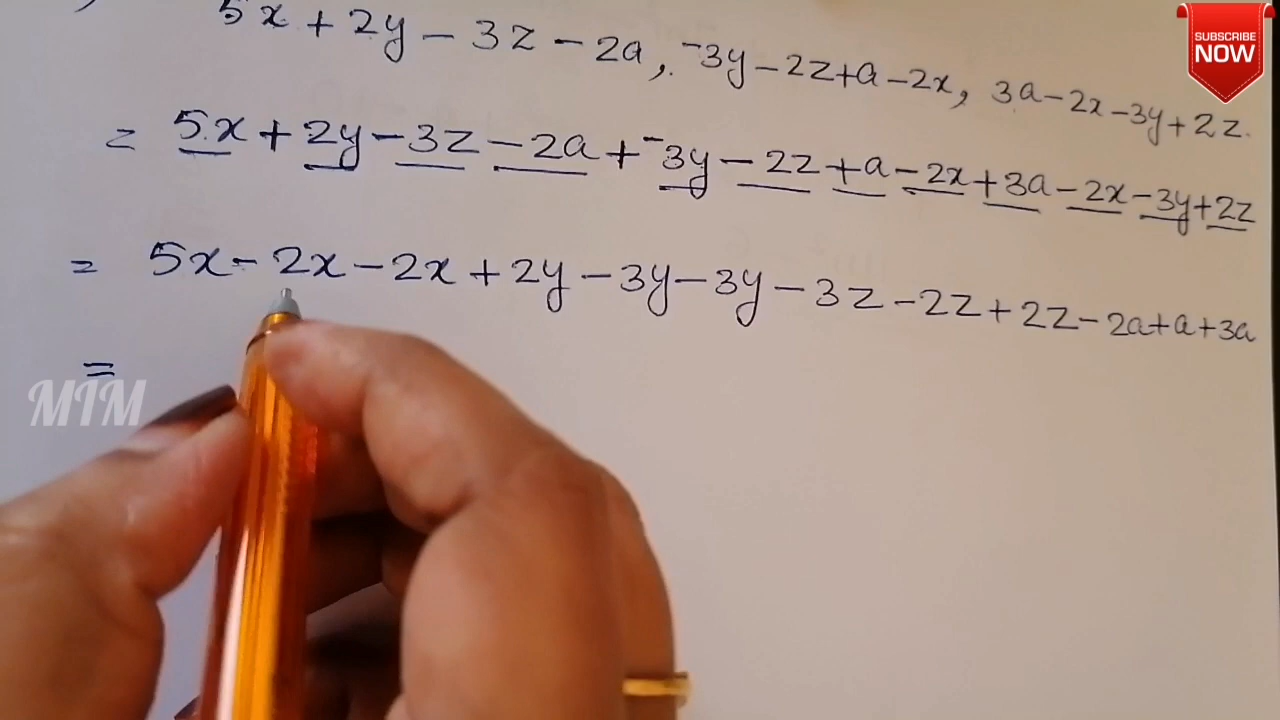 5x + 2y - 3z - 2a, -3y - 2z + a - 2x, 3a - 2x - 3y + 2z.
= 5x + 2y - 3z - 2a + -3y - 2z + a - 2x + 3a - 2x - 3y + 2z
= 5x - 2x - 2x + 2y - 3y - 3y - 3z - 2z + 2z - 2a + a + 3a
=
SUBSCRIBE
NOW
MTM